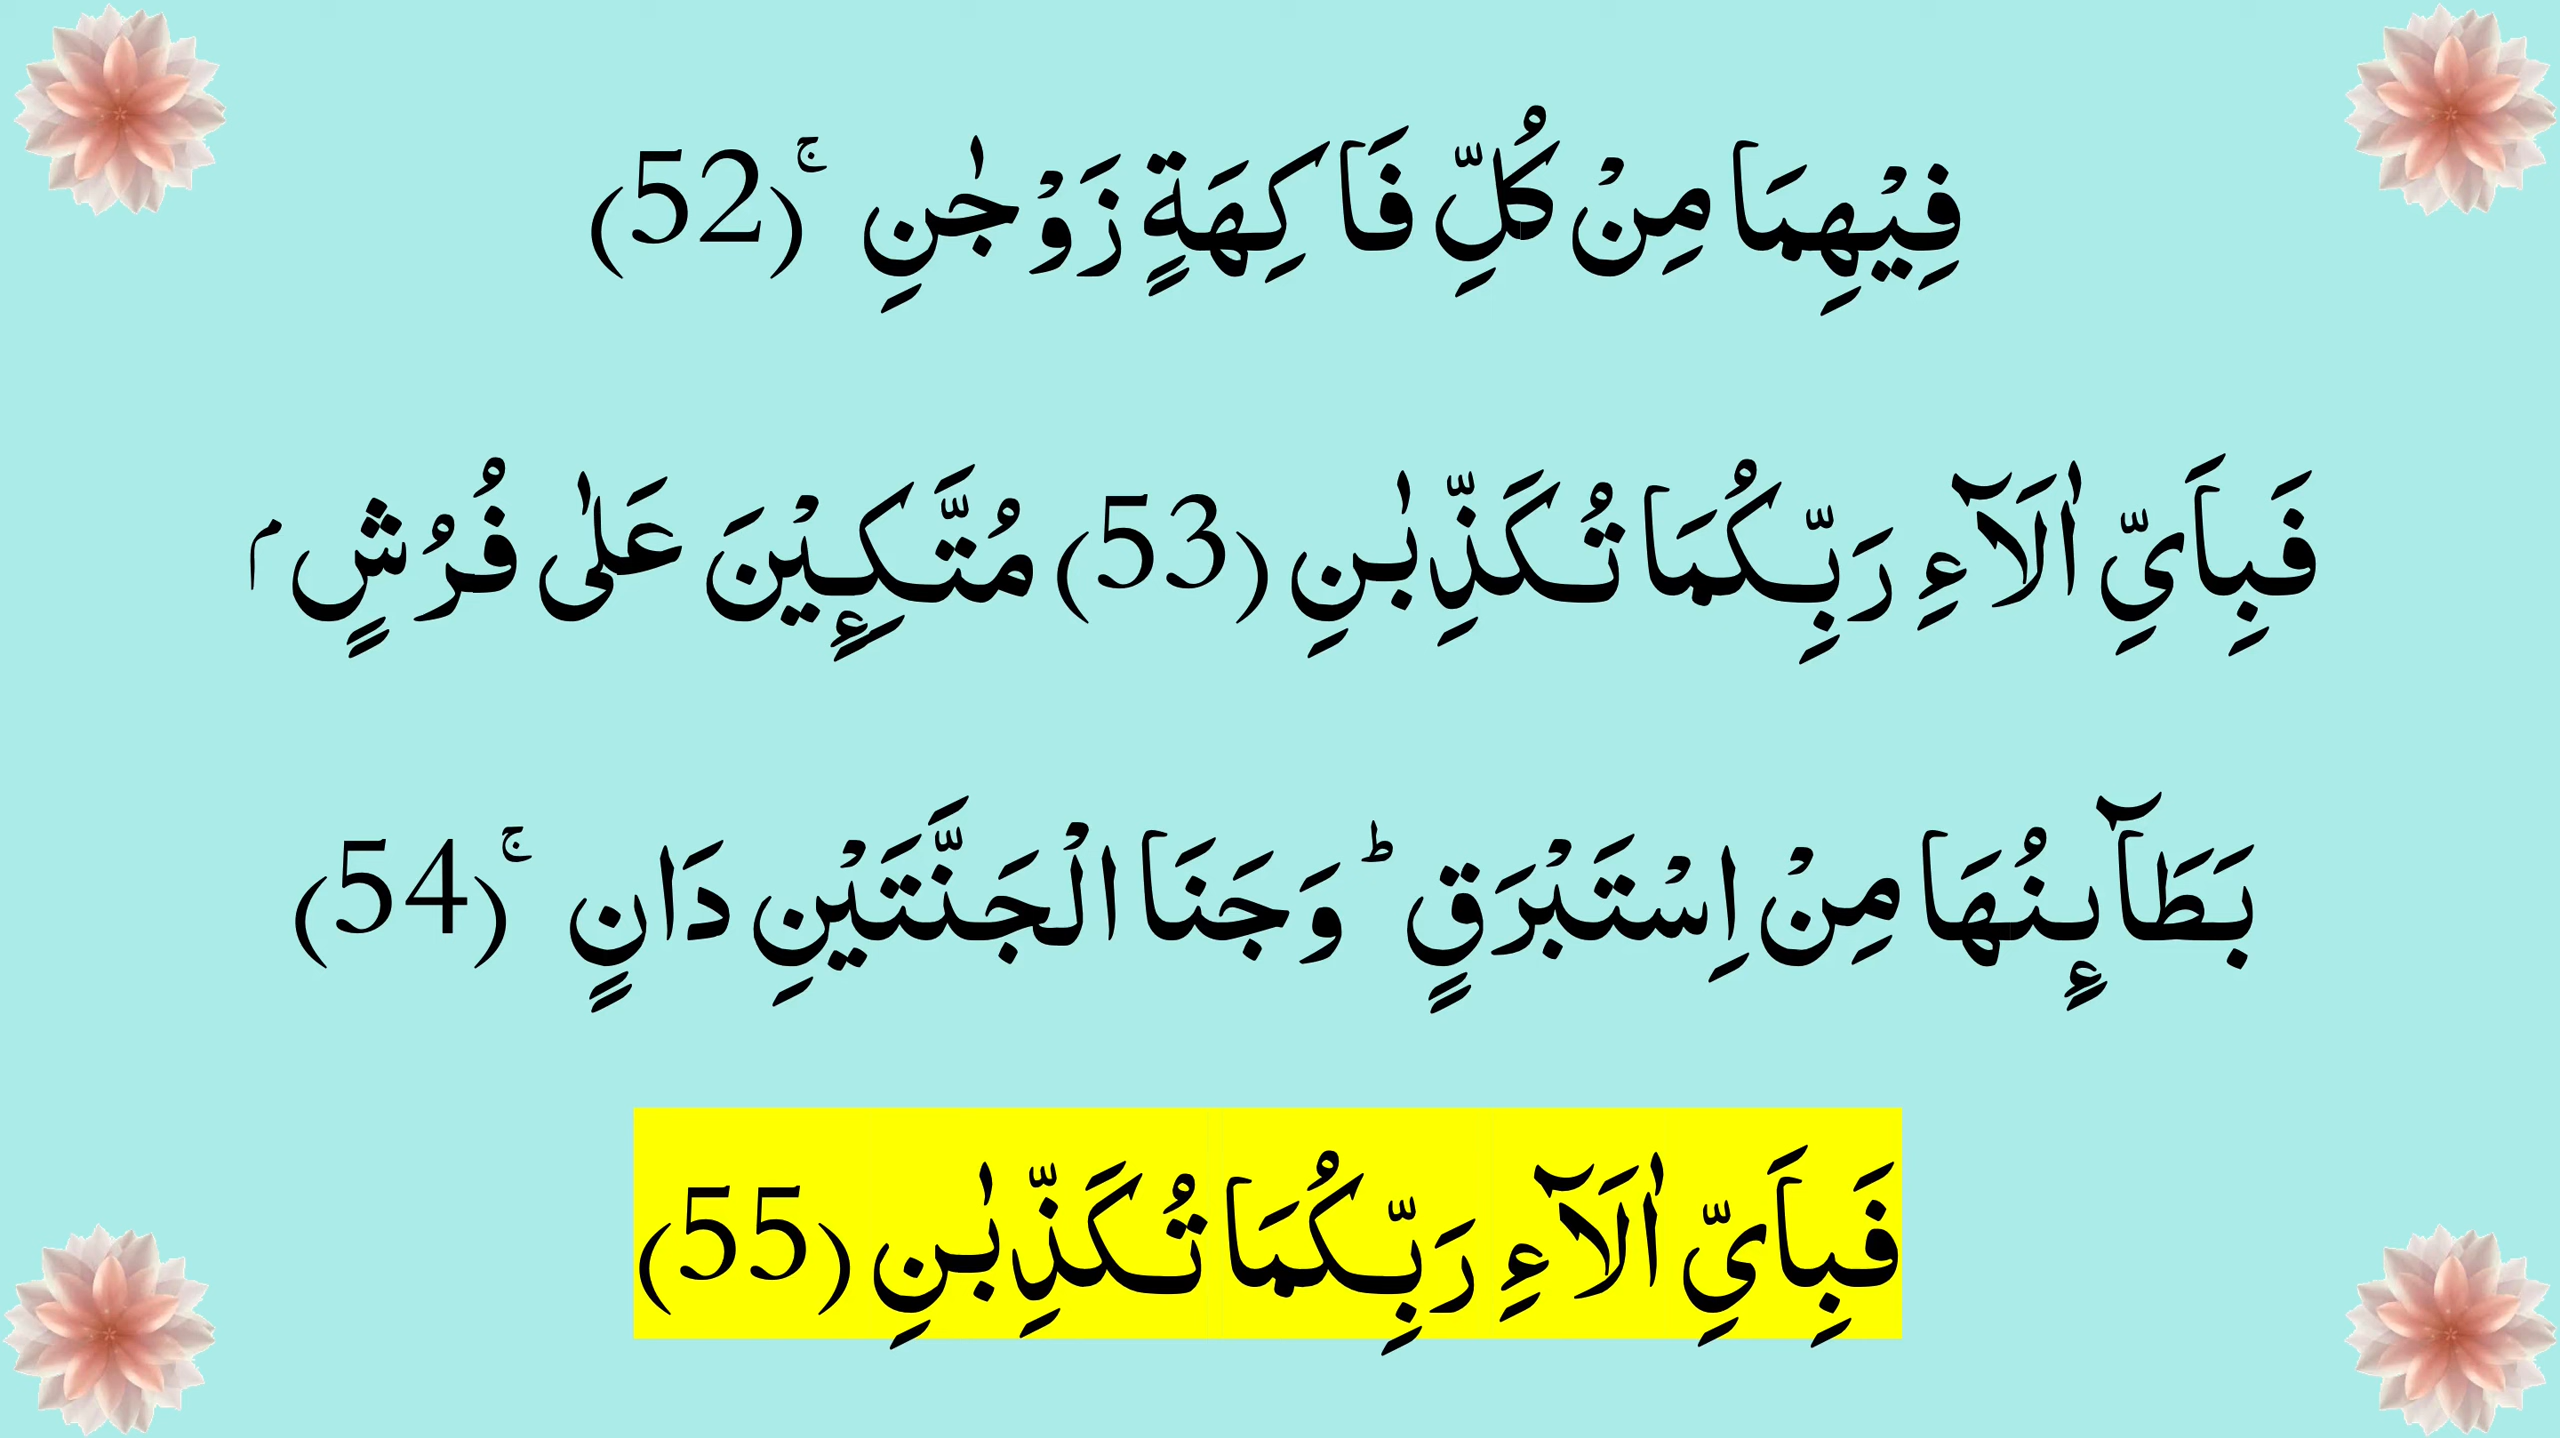 فِيْهِمَا مِنْ كُلِّ فَاكِهَةٍ زَوْجٰنِ ۚ (52)
فَبِاَيِّ اٰلَآءِ رَبِّكُمَا تُكَذِّبٰنِ (53) مُتَّكِـِٕيْنَ عَلٰى فُرُشٍۭ
بَطَآىِٕنُهَا مِنْ اِسْتَبْرَقٍ ؕ وَجَنَا الْجَنَّتَيْنِ دَانٍ ۚ (54)
فَبِاَيِّ اٰلَآءِ رَبِّكُمَا تُكَذِّبٰنِ (55)